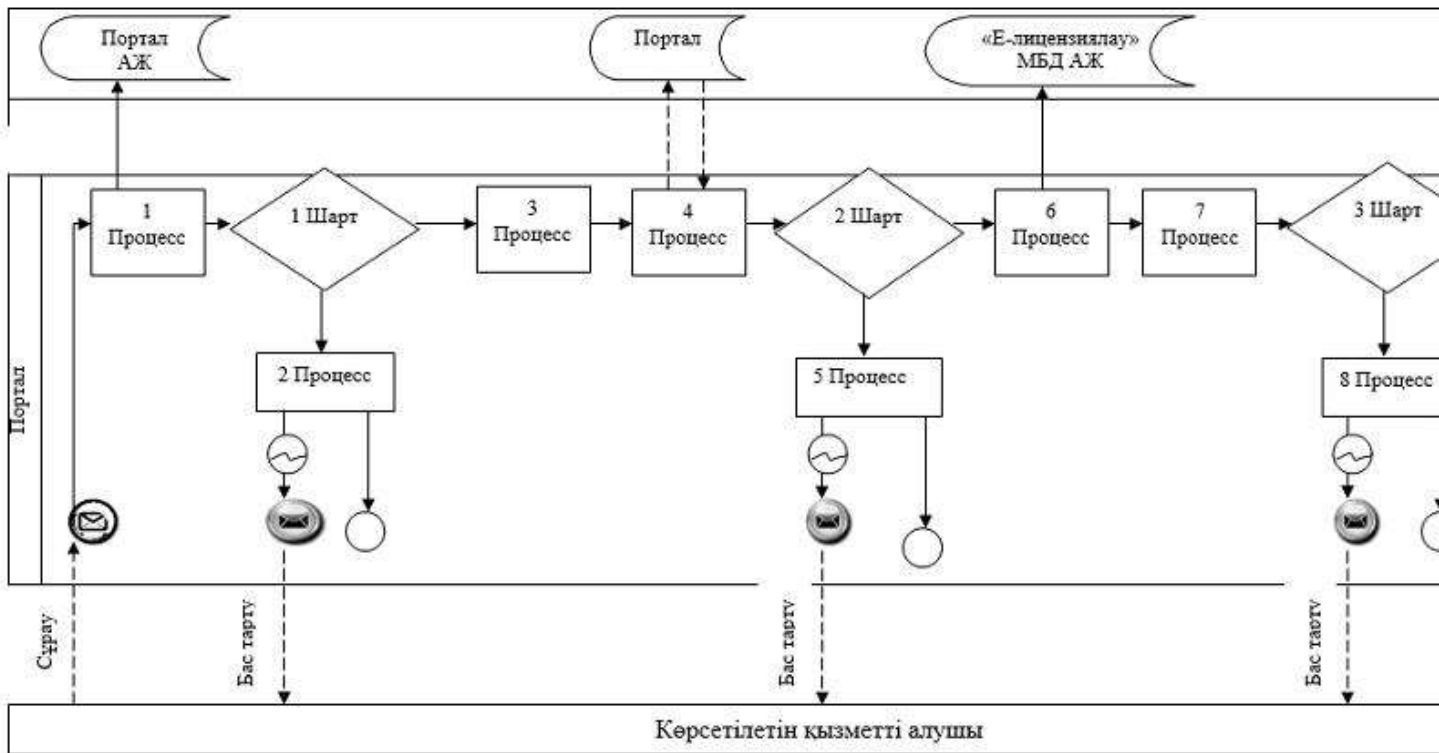 Портал
АЖ
Портал
«Е-лицензиялау»
МБД АЖ
1
Процесс
1 Шарт
3
Процесс
4
Процесс
2 Шарт
6
Процесс
7
Процесс
3 Шарт
2 Процесс
5 Процесс
8 Процесс
Портал
Сұрау
Бас тарту
Бас тарту
Бас тарту
Көрсетілетін қызметті алушы